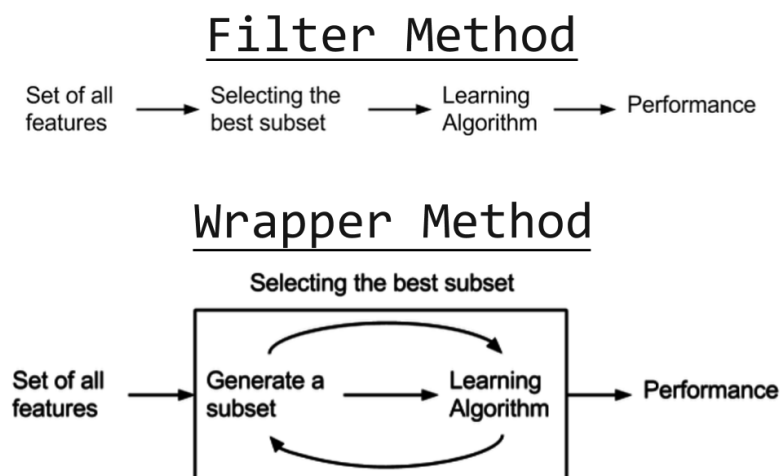 Filter Method
Set of all
features
Selecting the
best subset
Learning
Algorithm
Performance
Wrapper Method
Selecting the best subset
Set of all
features
Generate a
subset
Learning
Algorithm
Performance